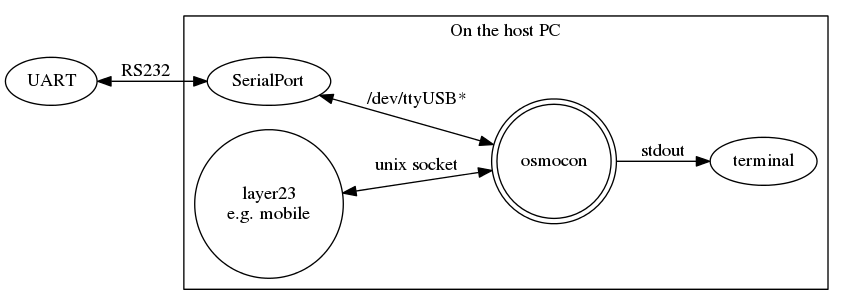 On the host PC
UART
RS232
SerialPort
/dev/ttyUSB*
unix socket
osmocon
stdout
terminal
layer23
e.g. mobile